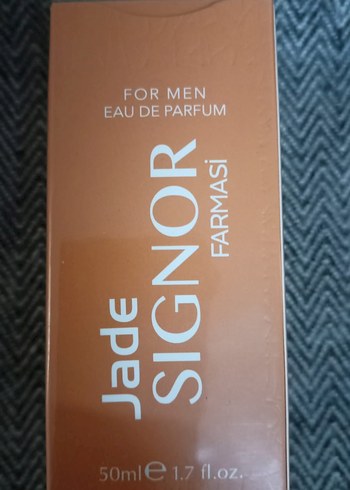 FOR MEN
EAU DE PARFUM
Jade
SIGNOR
FARMASİ
50ml e 1.7 fl.oz.